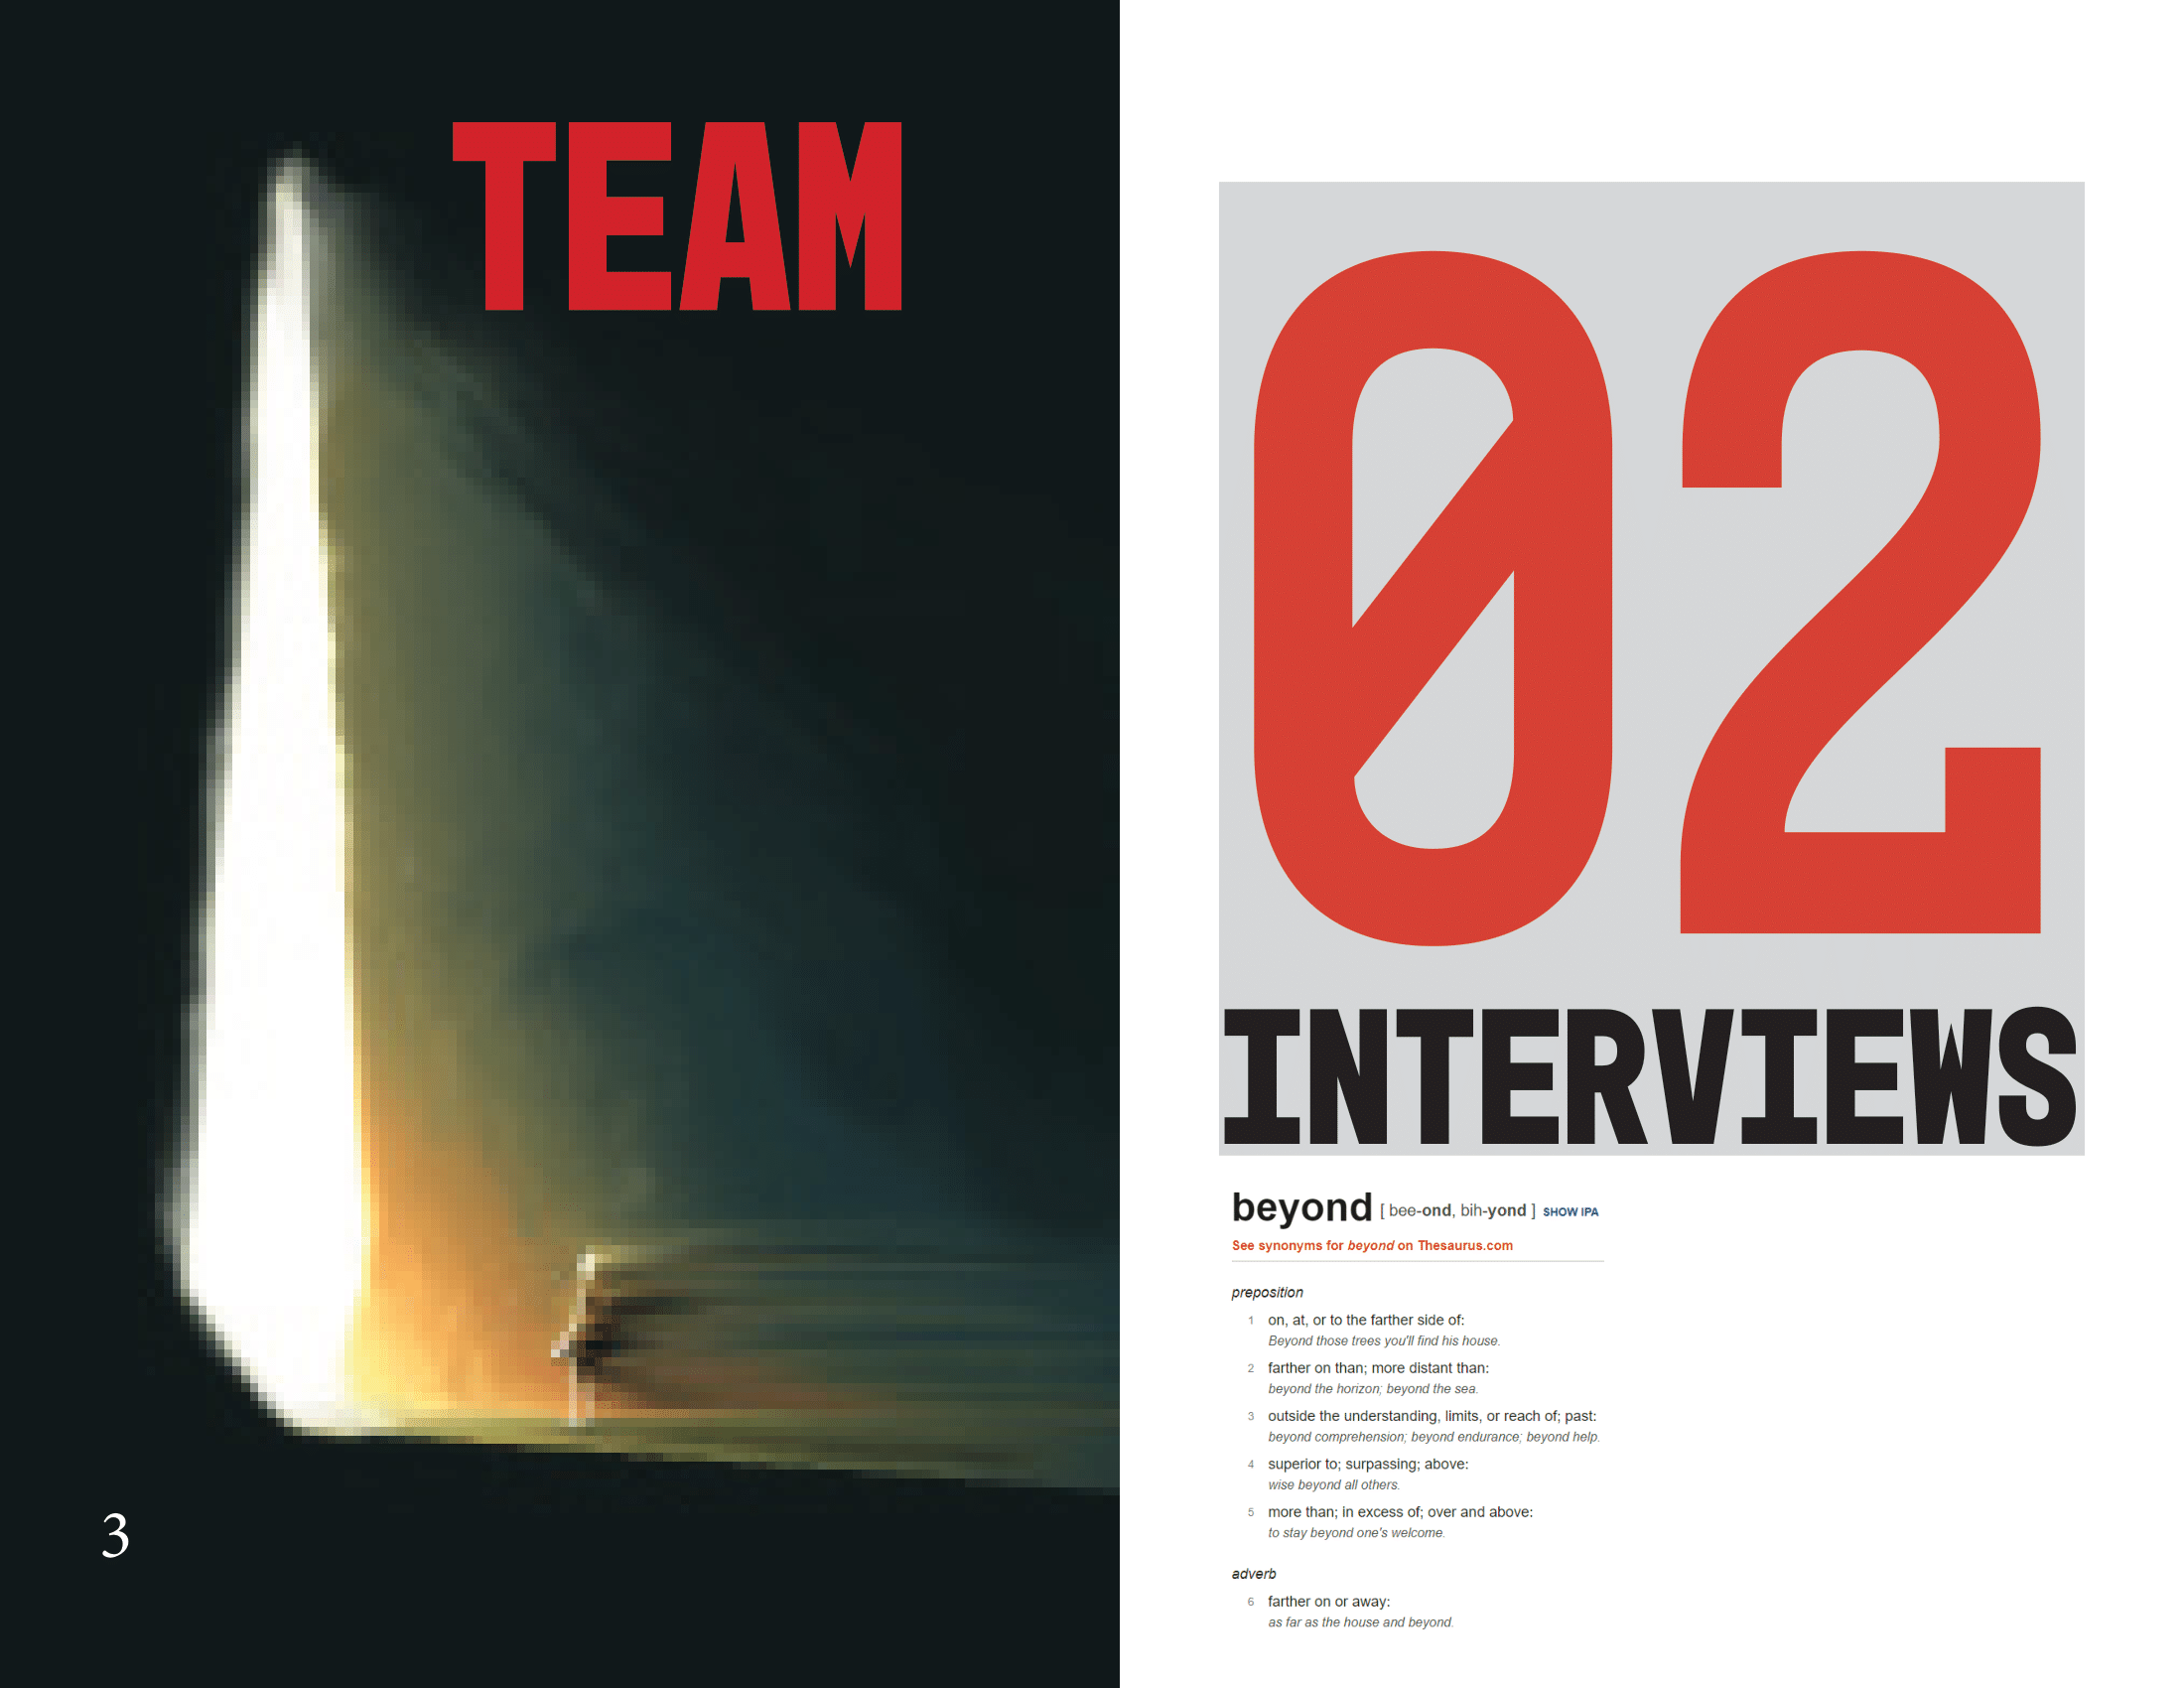 TEAM
3
02
INTERVIEWS
beyond [ bee-ond, bih-yond ] SHOW IPA
See synonyms for beyond on Thesaurus.com
preposition
1 on, at, or to the farther side of:
Beyond those trees you'll find his house.
2 farther on than; more distant than:
beyond the horizon; beyond the sea.
3 outside the understanding, limits, or reach of; past:
beyond comprehension; beyond endurance; beyond help.
4 superior to; surpassing; above:
wise beyond all others.
5 more than; in excess of; over and above:
to stay beyond one's welcome.
adverb
6 farther on or away:
as far as the house and beyond.